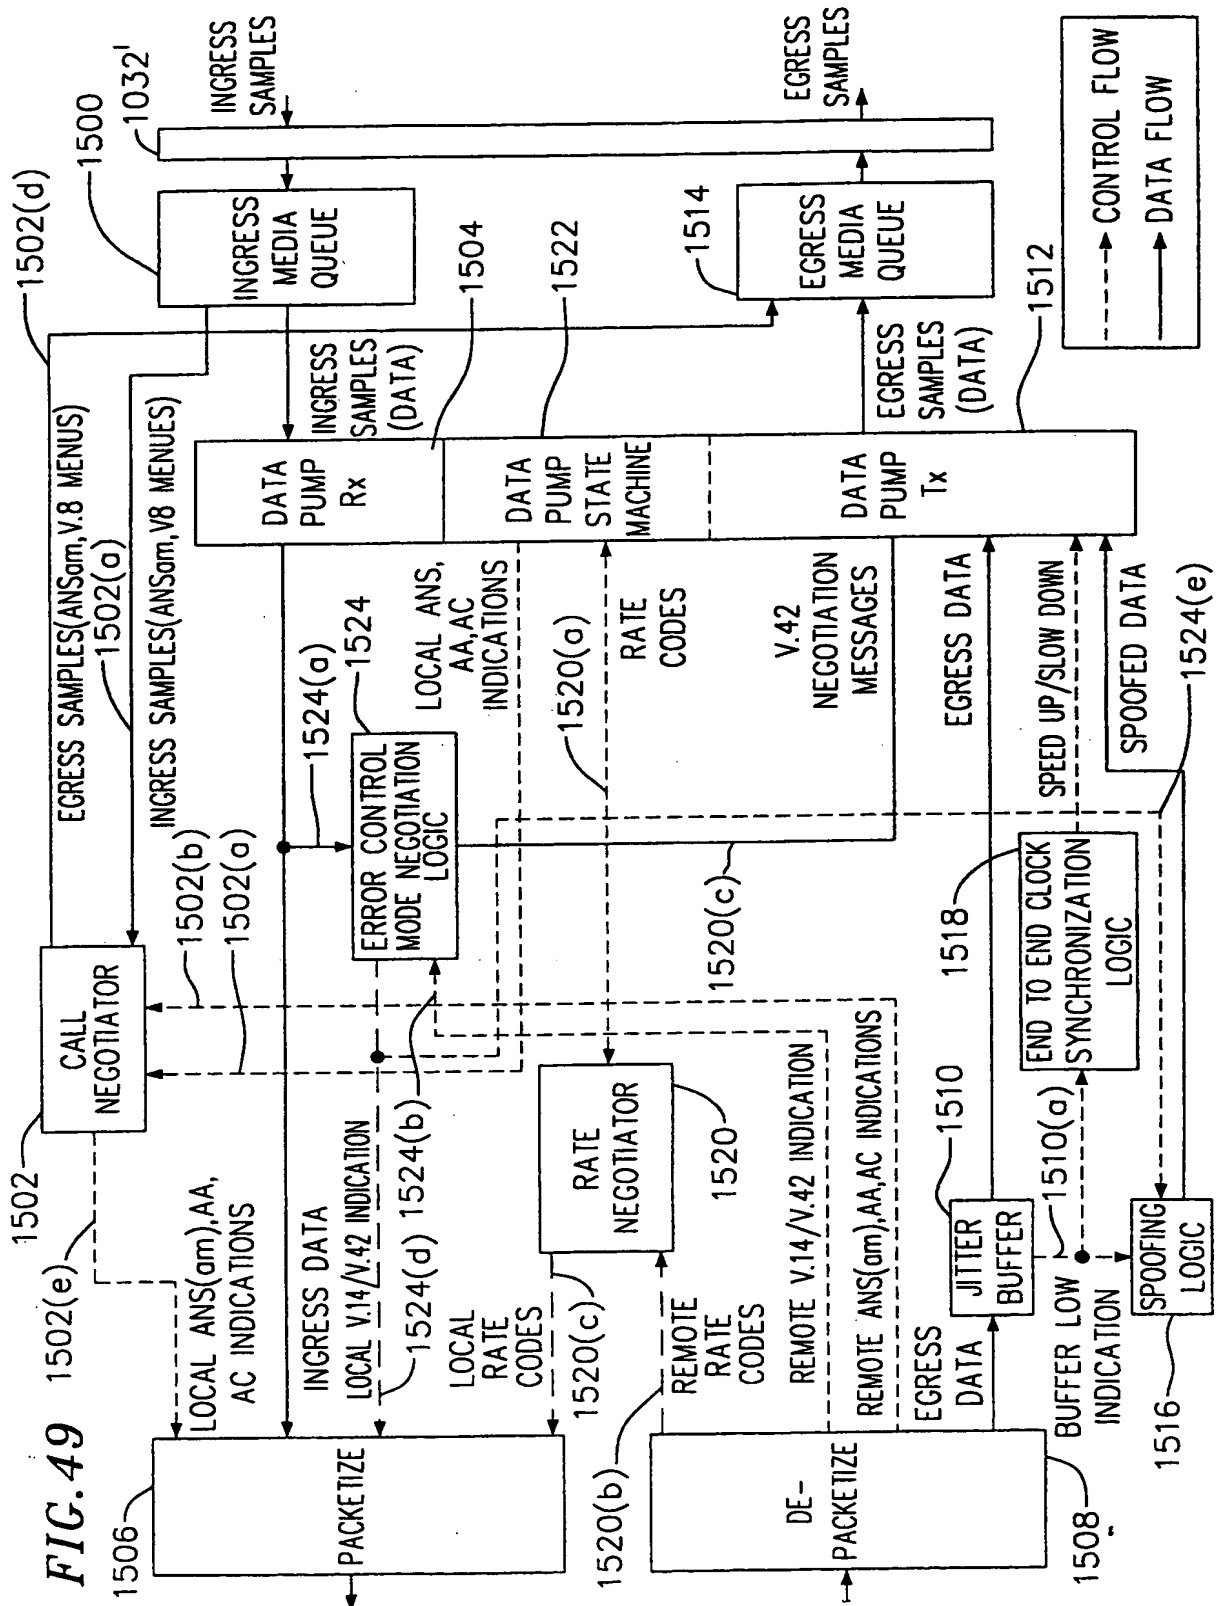 FIG.49
1506
PACKETIZE
1502(e)
LOCAL ANS(am),AA,
AC INDICATIONS
1502
CALL
NEGOTIATOR
1502(b)
1502(a)
EGRESS SAMPLES(ANSam,V.8 MENUS)
1502(a)
INGRESS SAMPLES(ANSam,V8 MENUES)
1502(d)
1500
INGRESS
MEDIA
QUEUE
1032'
INGRESS
SAMPLES
INGRESS DATA
1524(a)
1524
ERROR CONTROL
MODE NEGOTIATION
LOGIC
LOCAL V.14/V.42 INDICATION
1524(d)
1524(b)
LOCAL ANS,
AA,AC
INDICATIONS
DATA
PUMP
Rx
INGRESS
SAMPLES
(DATA)
1504
DATA
PUMP
STATE
MACHINE
1522
LOCAL
RATE
CODES
1520(c)
RATE
NEGOTIATOR
1520
1520(a)
RATE
CODES
1520(b)
REMOTE
RATE
CODES
V.42
NEGOTIATION
MESSAGES
1520(c)
DATA
PUMP
Tx
EGRESS
SAMPLES
(DATA)
1512
EGRESS
MEDIA
QUEUE
1514
EGRESS
SAMPLES
DE-
PACKETIZE
1508
REMOTE V.14/V.42 INDICATION
REMOTE ANS(am),AA,AC INDICATIONS
EGRESS
DATA
JITTER
BUFFER
1510
1510(a)
BUFFER LOW
INDICATION
EGRESS DATA
1518
END TO END CLOCK
SYNCHRONIZATION
LOGIC
SPEED UP/SLOW DOWN
SPOOFING
LOGIC
1516
SPOOFED DATA
1524(e)
CONTROL FLOW
DATA FLOW